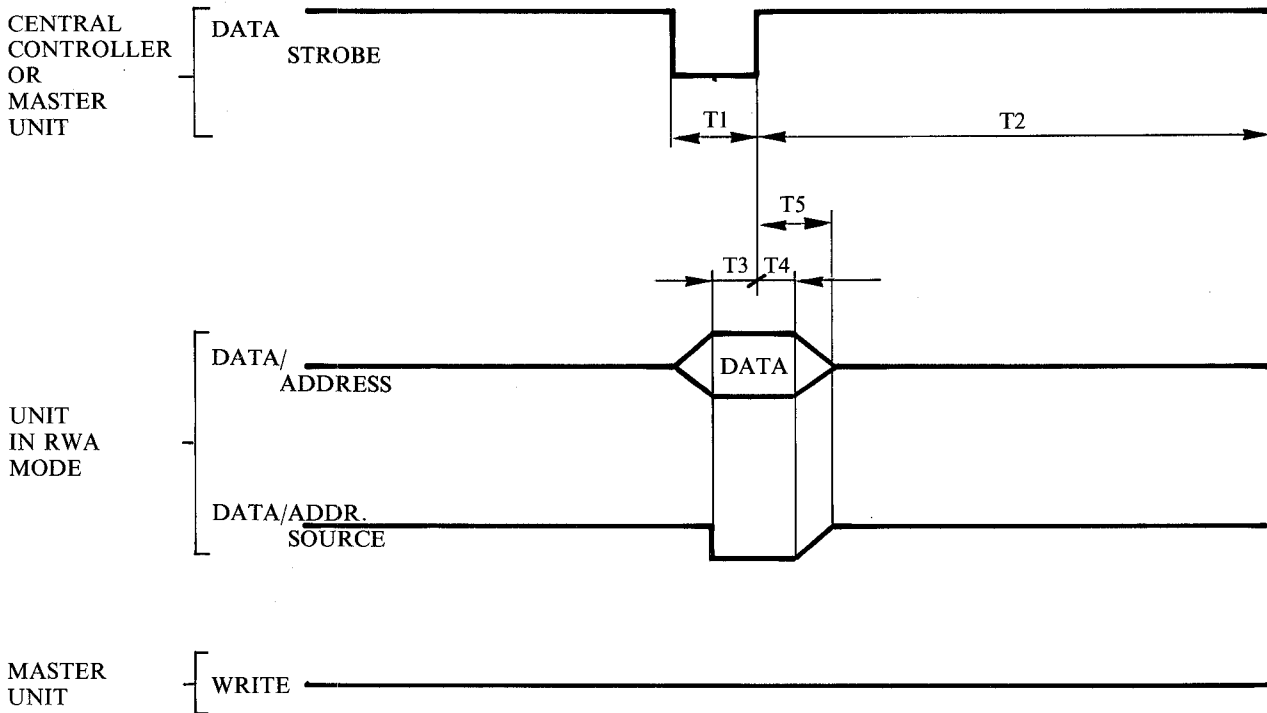 CENTRAL
CONTROLLER
OR
MASTER
UNIT
DATA
STROBE
T1
T2
T5
T3
T4
UNIT
IN RWA
MODE
DATA/
ADDRESS
DATA
DATA/ADDR.
SOURCE
MASTER
UNIT
WRITE